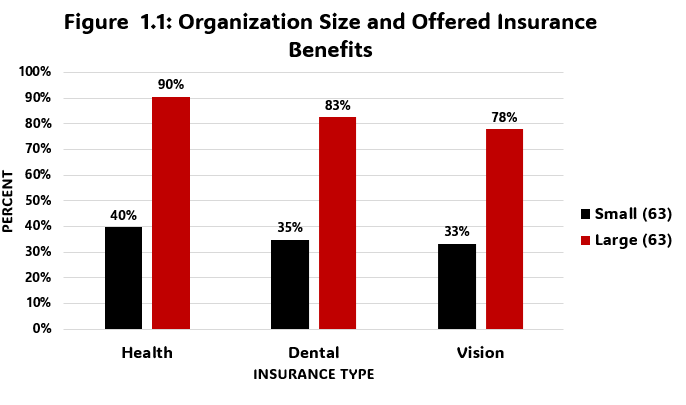 Figure 1.1: Organization Size and Offered Insurance
Benefits
100%
90%
80%
70%
60%
50%
40%
30%
20%
10%
0%
PERCENT
40%
90%
35%
83%
33%
78%
Health
Dental
Vision
INSURANCE TYPE
Small (63)
Large (63)